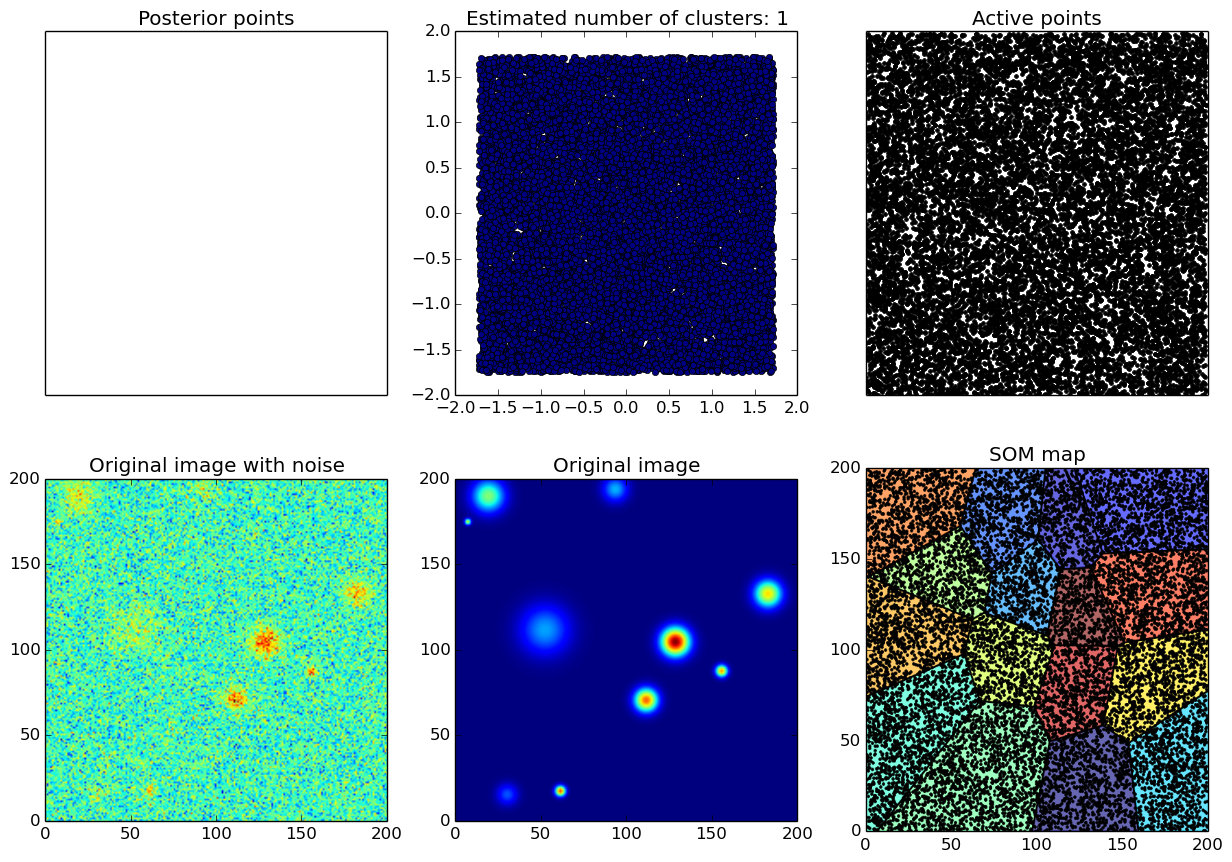 Posterior points
Estimated number of clusters: 1
Active points
2.0
1.5
1.0
0.5
0.0
−0.5
−1.0
−1.5
−2.0
−2.0 −1.5 −1.0 −0.5 0.0 0.5 1.0 1.5 2.0
Original image with noise
Original image
SOM map
200
150
100
50
0
0 50 100 150 200
200
150
100
50
0
0 50 100 150 200
200
150
100
50
0
0 50 100 150 200